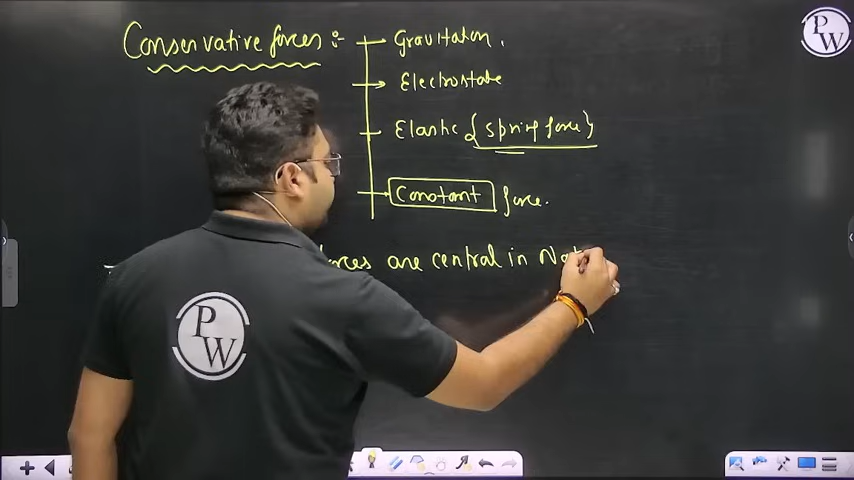 Conservative forces :- Gravitation.
PW
Electrostatic
Elastic { Spring force }
Constant force.
forces are central in Nat
PW